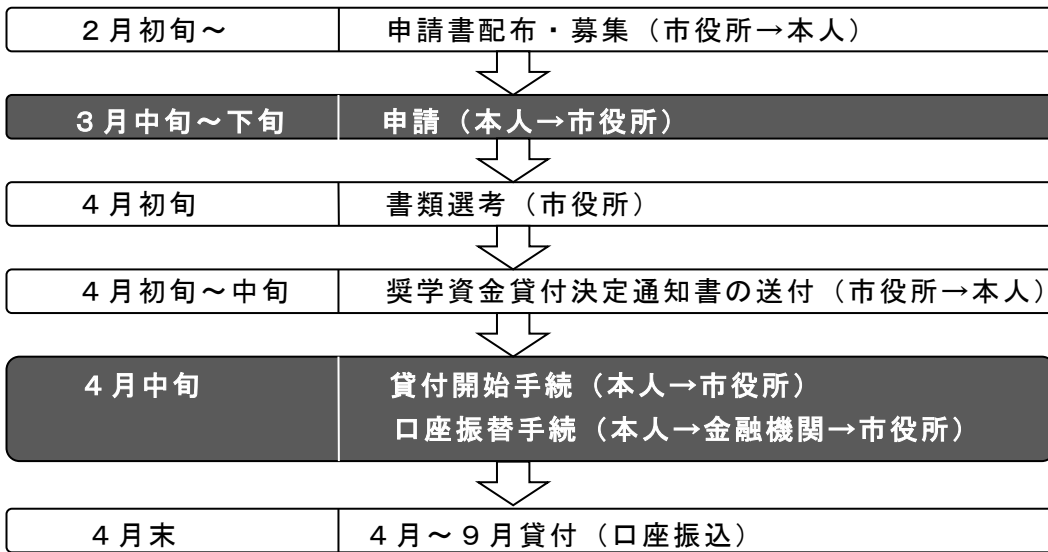 ２月初旬～ 申請書配布・募集（市役所→本人）
３月中旬～下旬 申請（本人→市役所）
４月初旬 書類選考（市役所）
４月初旬～中旬 奨学資金貸付決定通知書の送付（市役所→本人）
４月中旬 貸付開始手続（本人→市役所）
口座振替手続（本人→金融機関→市役所）
４月末 ４月～９月貸付（口座振込）